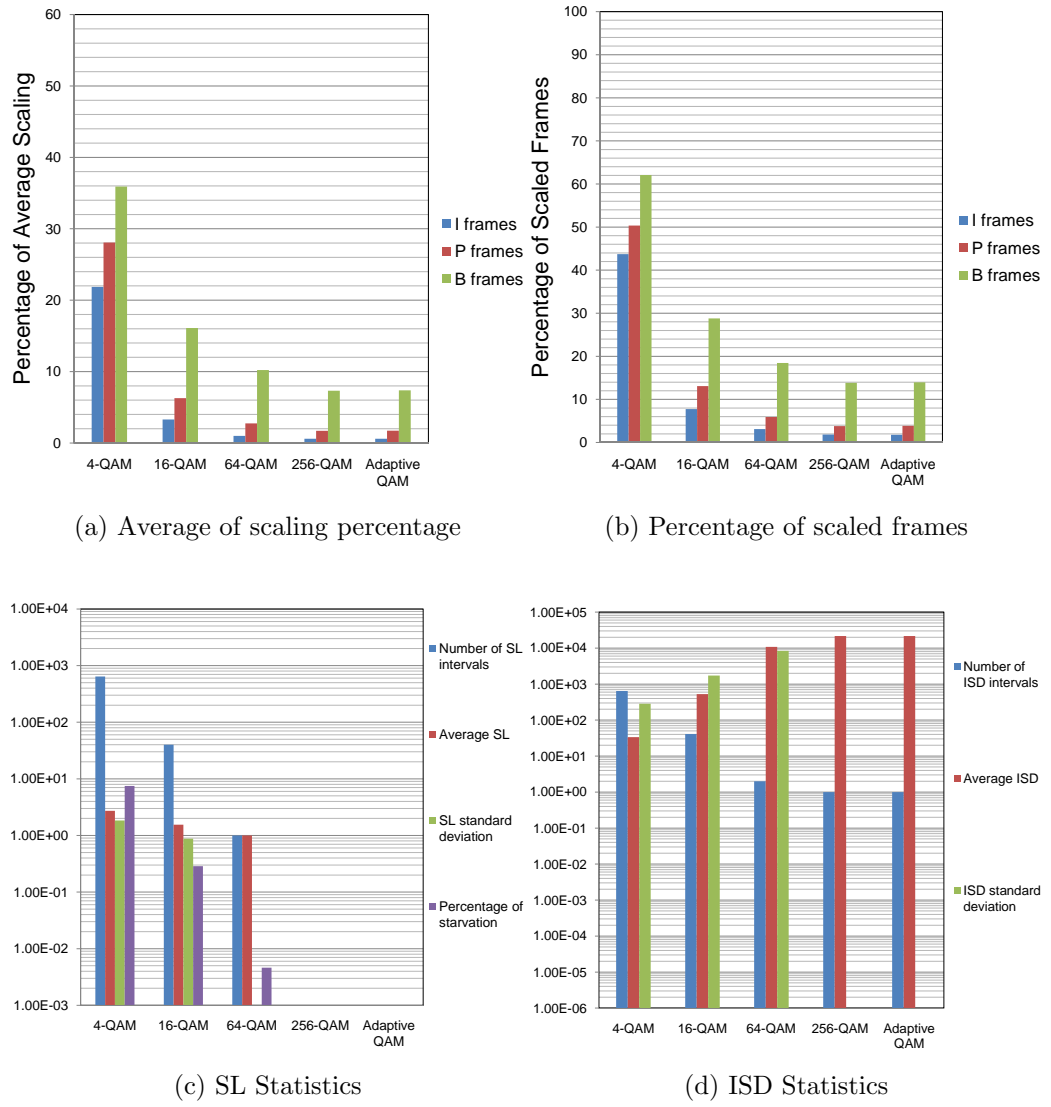 Percentage of Average Scaling
60
50
40
30
20
10
0
4-QAM 16-QAM 64-QAM 256-QAM Adaptive
QAM
I frames
P frames
B frames
(a) Average of scaling percentage
Percentage of Scaled Frames
100
90
80
70
60
50
40
30
20
10
0
4-QAM 16-QAM 64-QAM 256-QAM Adaptive
QAM
I frames
P frames
B frames
(b) Percentage of scaled frames
1.00E+04
1.00E+03
1.00E+02
1.00E+01
1.00E+00
1.00E-01
1.00E-02
1.00E-03
4-QAM 16-QAM 64-QAM 256-QAM Adaptive
QAM
Number of SL
intervals
Average SL
SL standard
deviation
Percentage of
starvation
(c) SL Statistics
1.00E+05
1.00E+04
1.00E+03
1.00E+02
1.00E+01
1.00E+00
1.00E-01
1.00E-02
1.00E-03
1.00E-04
1.00E-05
1.00E-06
4-QAM 16-QAM 64-QAM 256-QAM Adaptive
QAM
Number of
ISD intervals
Average ISD
ISD standard
deviation
(d) ISD Statistics